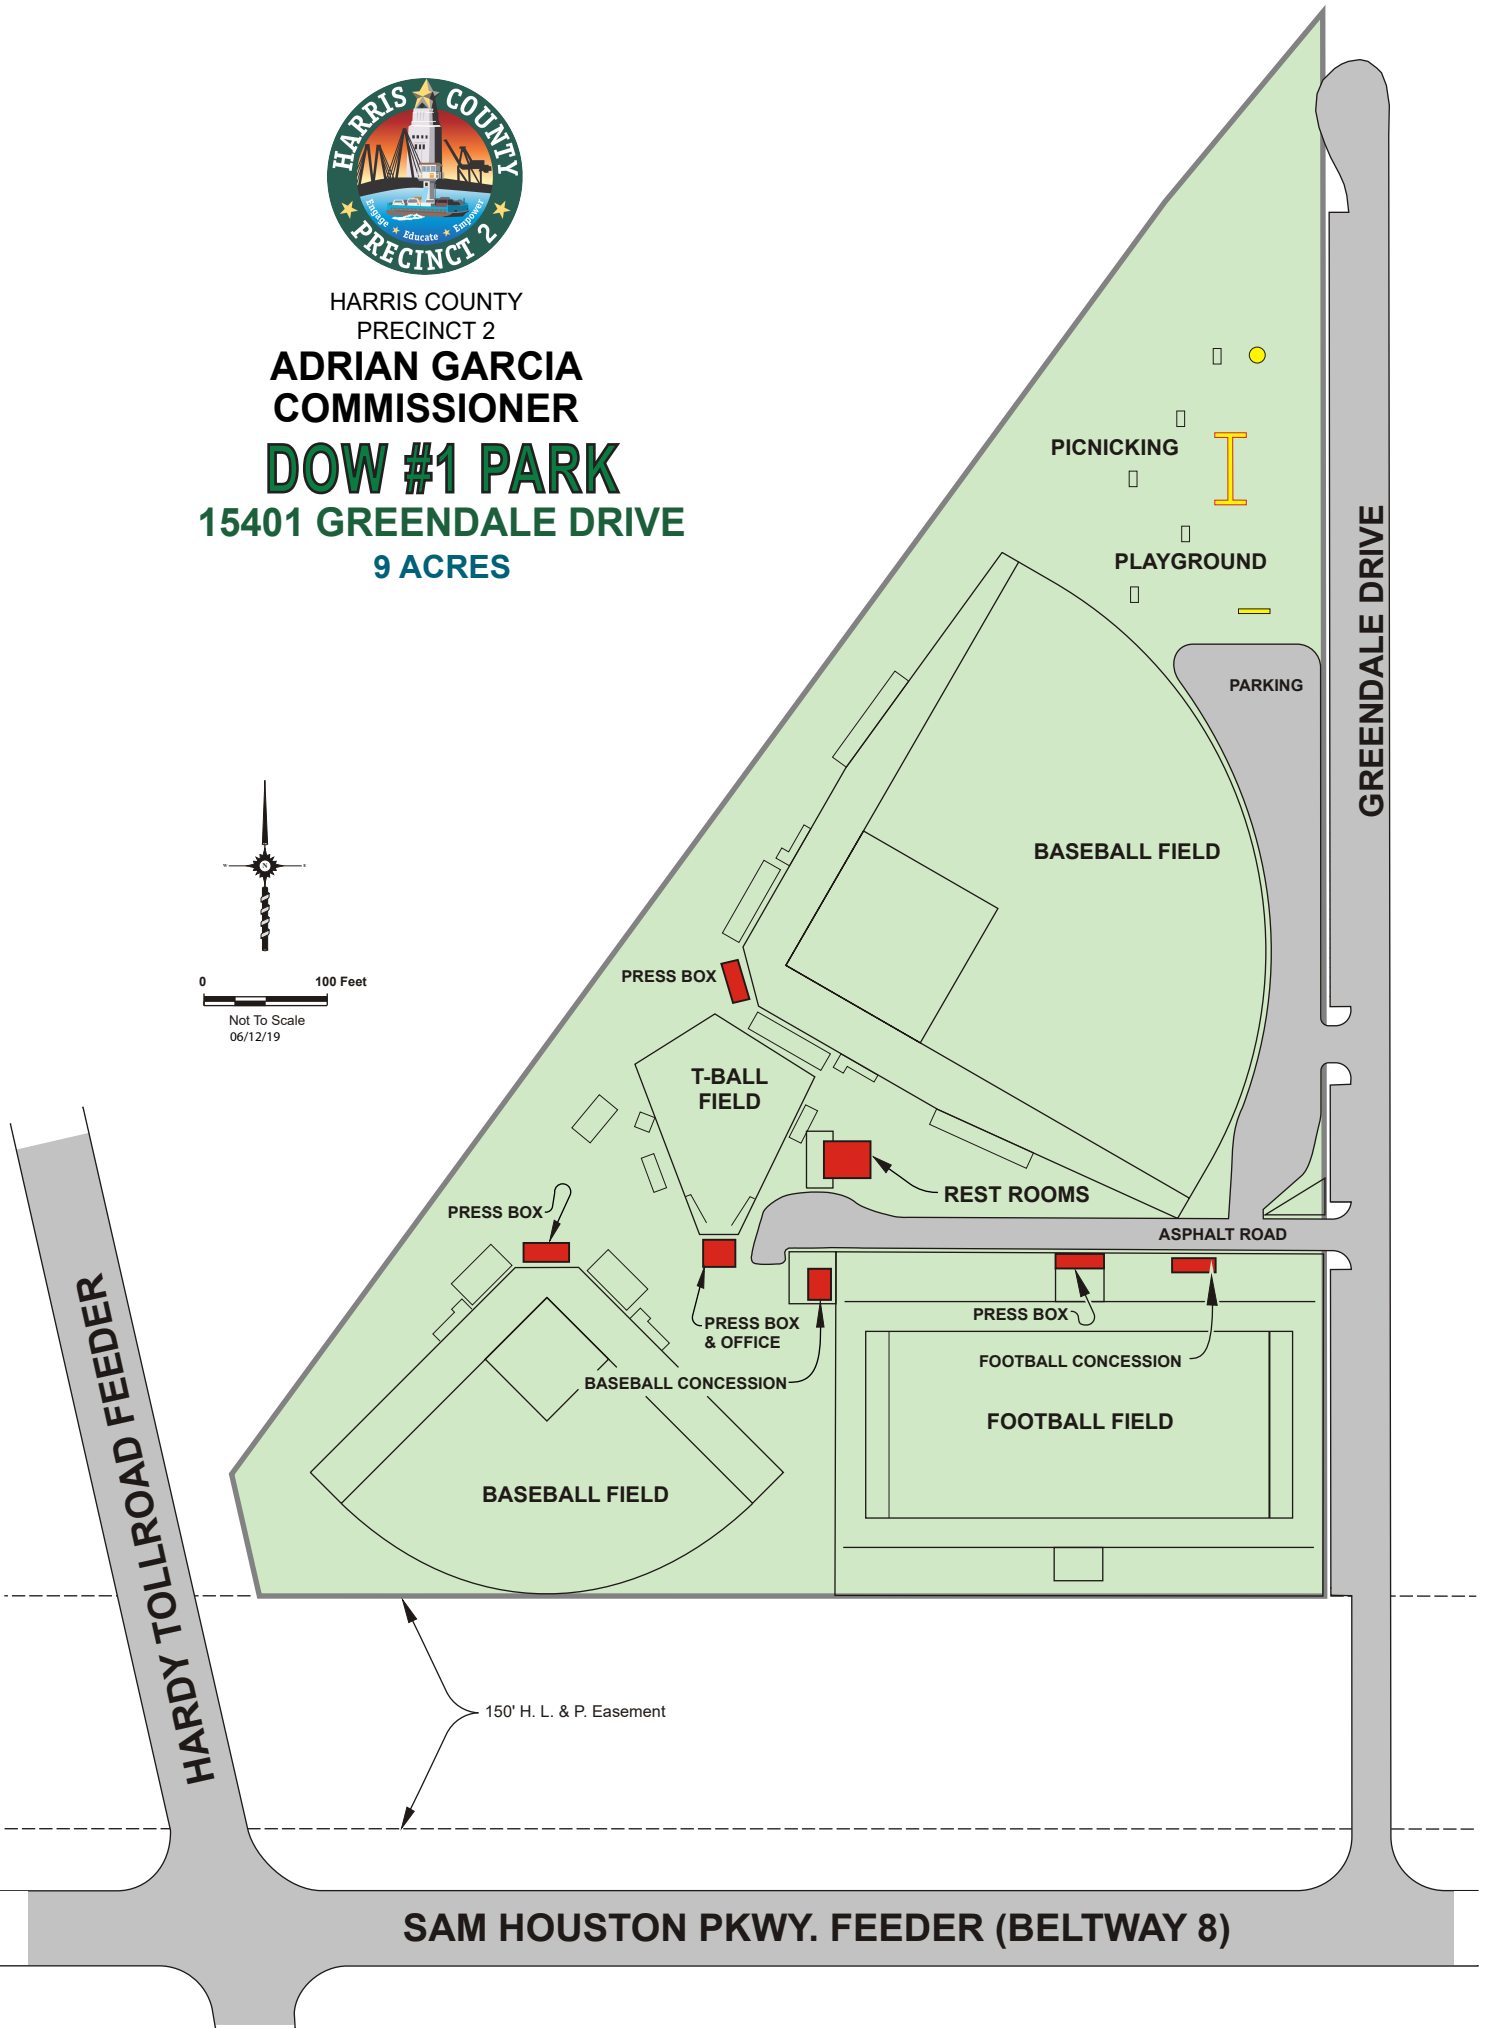 HARRIS COUNTY
Engage ★ Educate ★ Empower
PRECINCT 2
HARRIS COUNTY
PRECINCT 2
ADRIAN GARCIA
COMMISSIONER
DOW #1 PARK
15401 GREENDALE DRIVE
9 ACRES
PICNICKING
PLAYGROUND
PARKING
GREENDALE DRIVE
BASEBALL FIELD
W
N
E
PRESS BOX
0
100 Feet
Not To Scale
06/12/19
T-BALL
FIELD
REST ROOMS
PRESS BOX
ASPHALT ROAD
PRESS BOX
& OFFICE
PRESS BOX
FOOTBALL CONCESSION
BASEBALL CONCESSION
FOOTBALL FIELD
BASEBALL FIELD
HARDY TOLLROAD FEEDER
150' H. L. & P. Easement
SAM HOUSTON PKWY. FEEDER (BELTWAY 8)